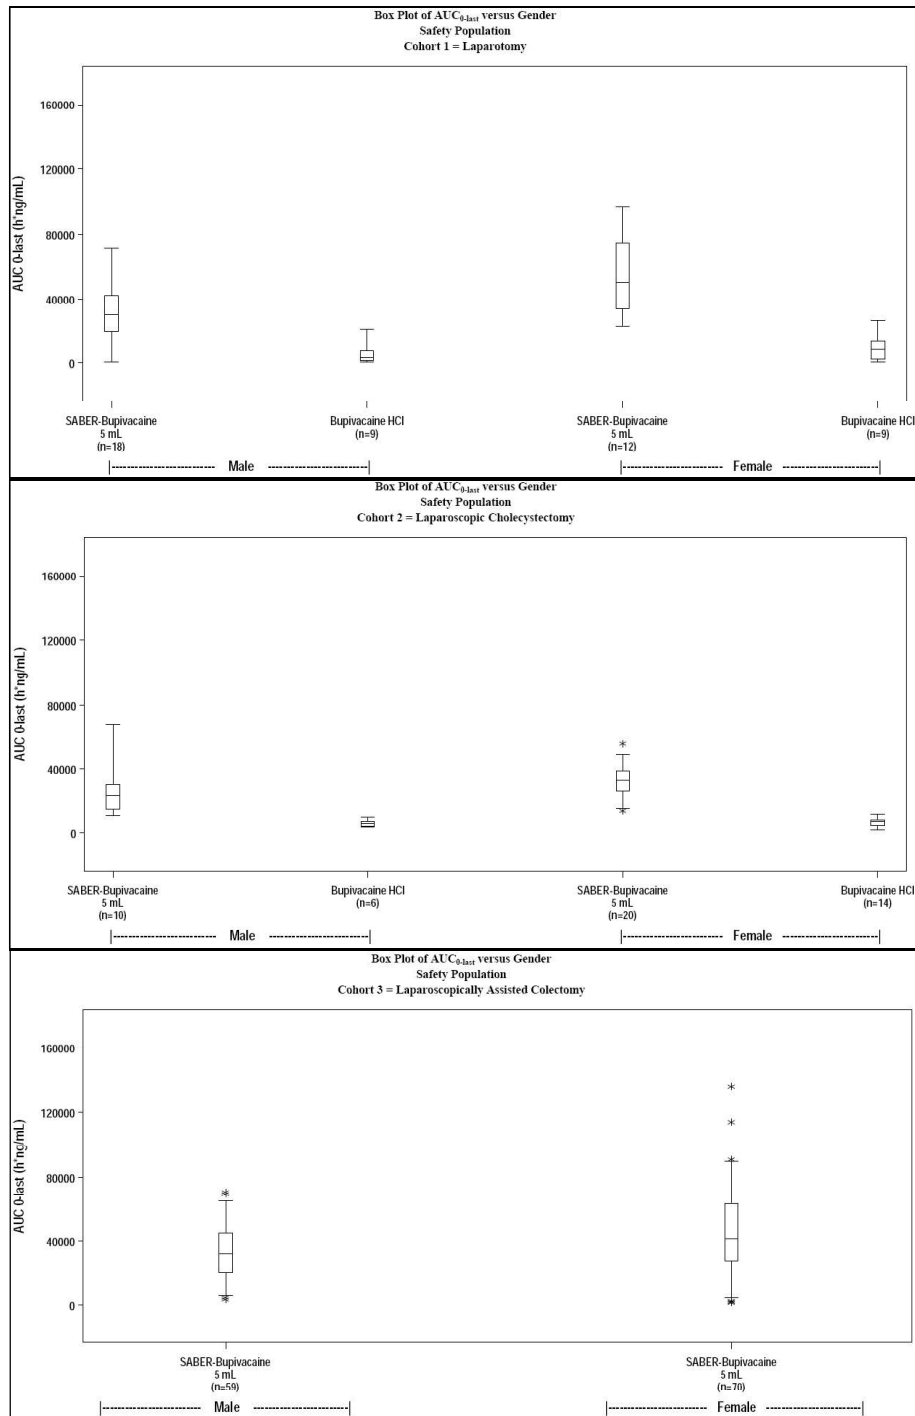 Box Plot of AUC0-last versus Gender
Safety Population
Cohort 1 = Laparotomy
AUC 0-last (h*ng/mL)
160000
120000
80000
40000
0
SABER-Bupivacaine Bupivacaine HCl SABER-Bupivacaine Bupivacaine HCl
5 mL (n=9) 5 mL (n=9)
(n=18) (n=12)
|-------------------------- Male -------------------------| |-------------------------- Female ------------------------|
Box Plot of AUC0-last versus Gender
Safety Population
Cohort 2 = Laparoscopic Cholecystectomy
AUC 0-last (h*ng/mL)
160000
120000
80000
40000
0
SABER-Bupivacaine Bupivacaine HCl SABER-Bupivacaine Bupivacaine HCl
5 mL (n=6) 5 mL (n=14)
(n=10) (n=20)
|-------------------------- Male -------------------------| |-------------------------- Female ------------------------|
Box Plot of AUC0-last versus Gender
Safety Population
Cohort 3 = Laparoscopically Assisted Colectomy
AUC 0-last (h*ng/mL)
160000
120000
80000
40000
0
SABER-Bupivacaine SABER-Bupivacaine
5 mL 5 mL
(n=59) (n=70)
|-------------------------- Male -------------------------| |-------------------------- Female ------------------------|